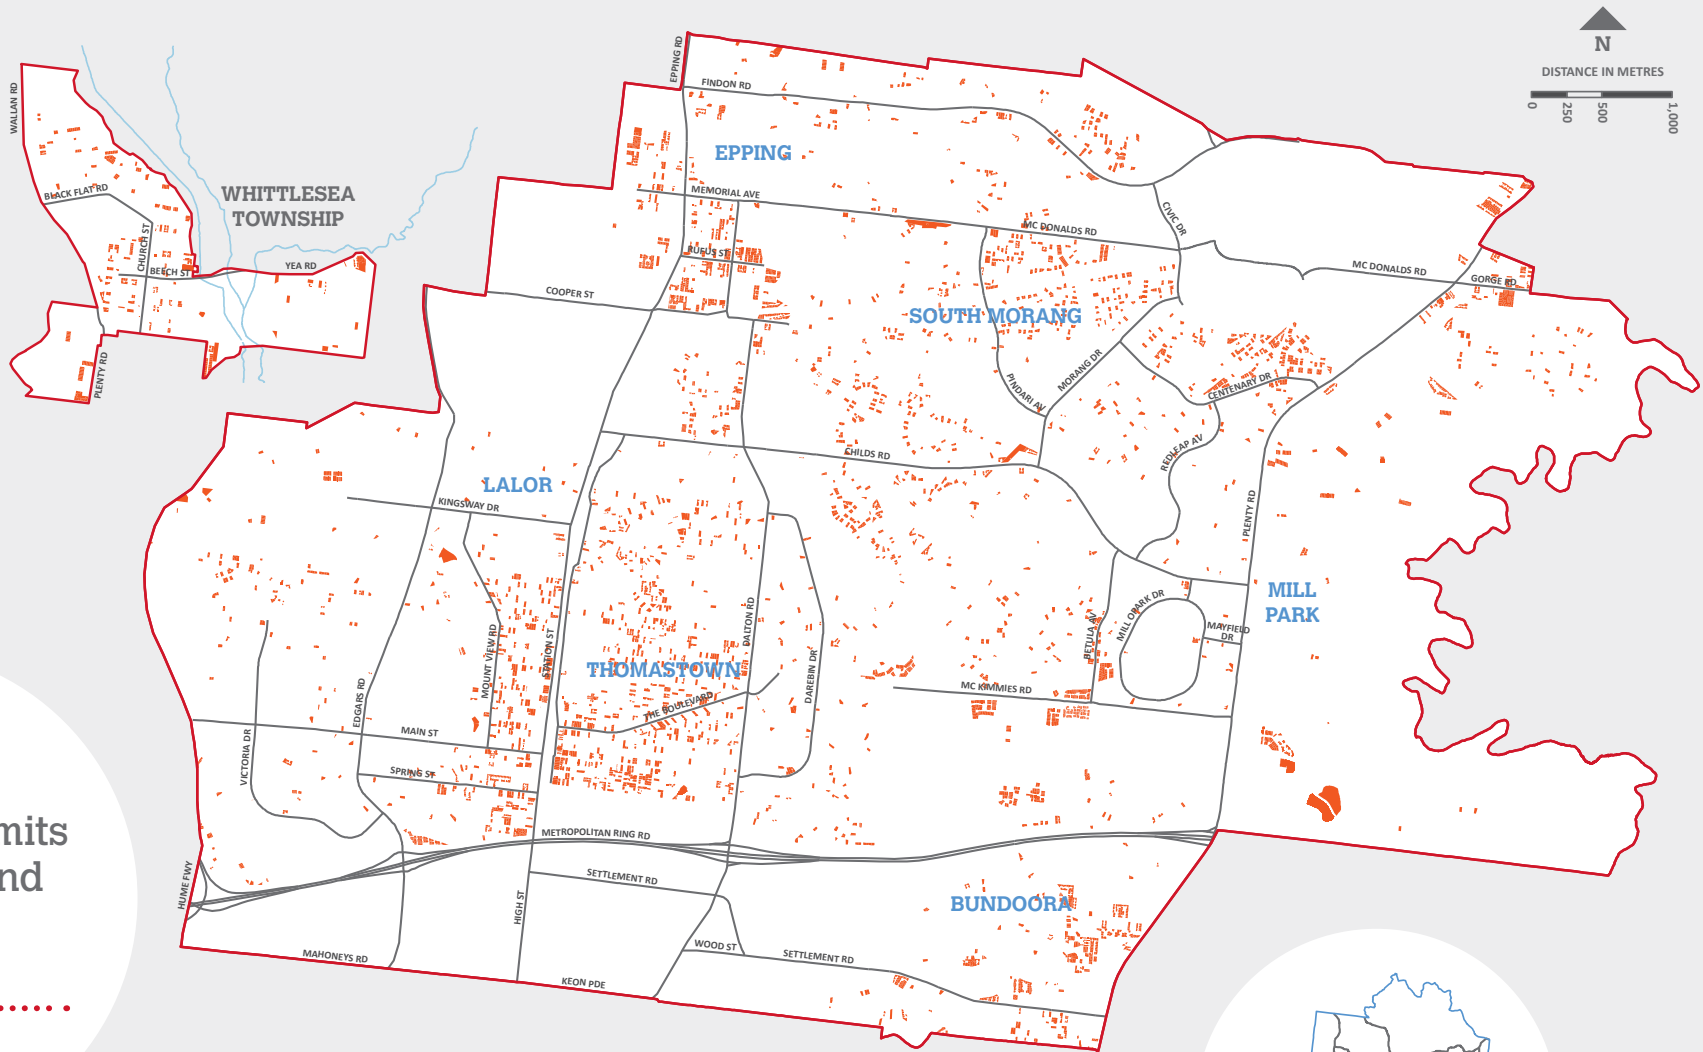 N
DISTANCE IN METRES
0
250
500
1,000
WALLAN RD
BLACK FLAT RD
CHURCH ST
BEECH ST
YEA RD
PLENTY RD
WHITTLESEA
TOWNSHIP
EPPING RD
FINDON RD
EPPING
MEMORIAL AVE
RUFUS ST
COOPER ST
MC DONALDS RD
CIVIC DR
MC DONALDS RD
GORGE RD
SOUTH MORANG
PINDARI AV
MORANG DR
CENTENARY DR
REDLEAP AV
CHILDS RD
LALOR
KINGSWAY DR
PLENTY RD
MILL
PARK
MILL OPARK DR
MAYFIELD
DR
BETULA AV
MC KIMMIES RD
DALTON RD
DAREBIN DR
THOMASTOWN
THE BOULEVARD
STATION ST
MOUNT VIEW RD
EDGARS RD
VICTORIA DR
MAIN ST
SPRING ST
METROPOLITAN RING RD
HUME FWY
HIGH ST
SETTLEMENT RD
BUNDOORA
WOOD ST
SETTLEMENT RD
MAHONEYS RD
KEON PDE
mits
nd